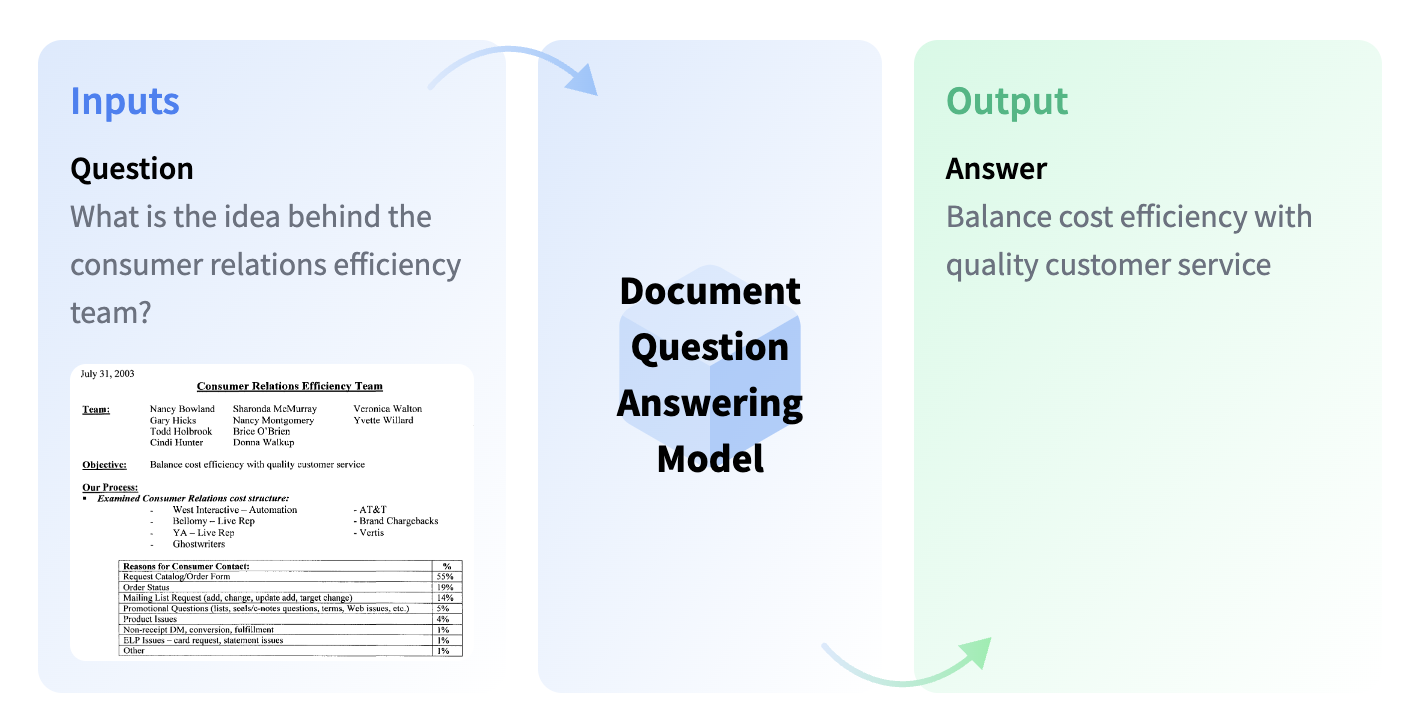 Inputs
Question
What is the idea behind the
consumer relations efficiency
team?
July 31, 2003
Consumer Relations Efficiency Team
Team: Nancy Bowland Sharonda McMurray Veronica Walton
Gary Hicks Nancy Montgomery Yvette Willard
Todd Holbrook Brice O'Brien
Cindi Hunter Donna Walkup
Objective: Balance cost efficiency with quality customer service
Our Process:
▪ Examined Consumer Relations cost structure:
- West Interactive – Automation - AT&T
- Bellomy – Live Rep - Brand Chargebacks
- YA – Live Rep - Vertis
- Ghostwriters
Reasons for Consumer Contact: %
Request Catalog/Order Form 55%
Order Status 19%
Mailing List Request (add, change, update add, target change) 14%
Promotional Questions (lists, seels/c-notes questions, terms, Web issues, etc.) 5%
Product Issues 4%
Non-receipt DM, conversion, fulfillment 1%
ELP Issues – card request, statement issues 1%
Other 1%
Document
Question
Answering
Model
Output
Answer
Balance cost efficiency with
quality customer service